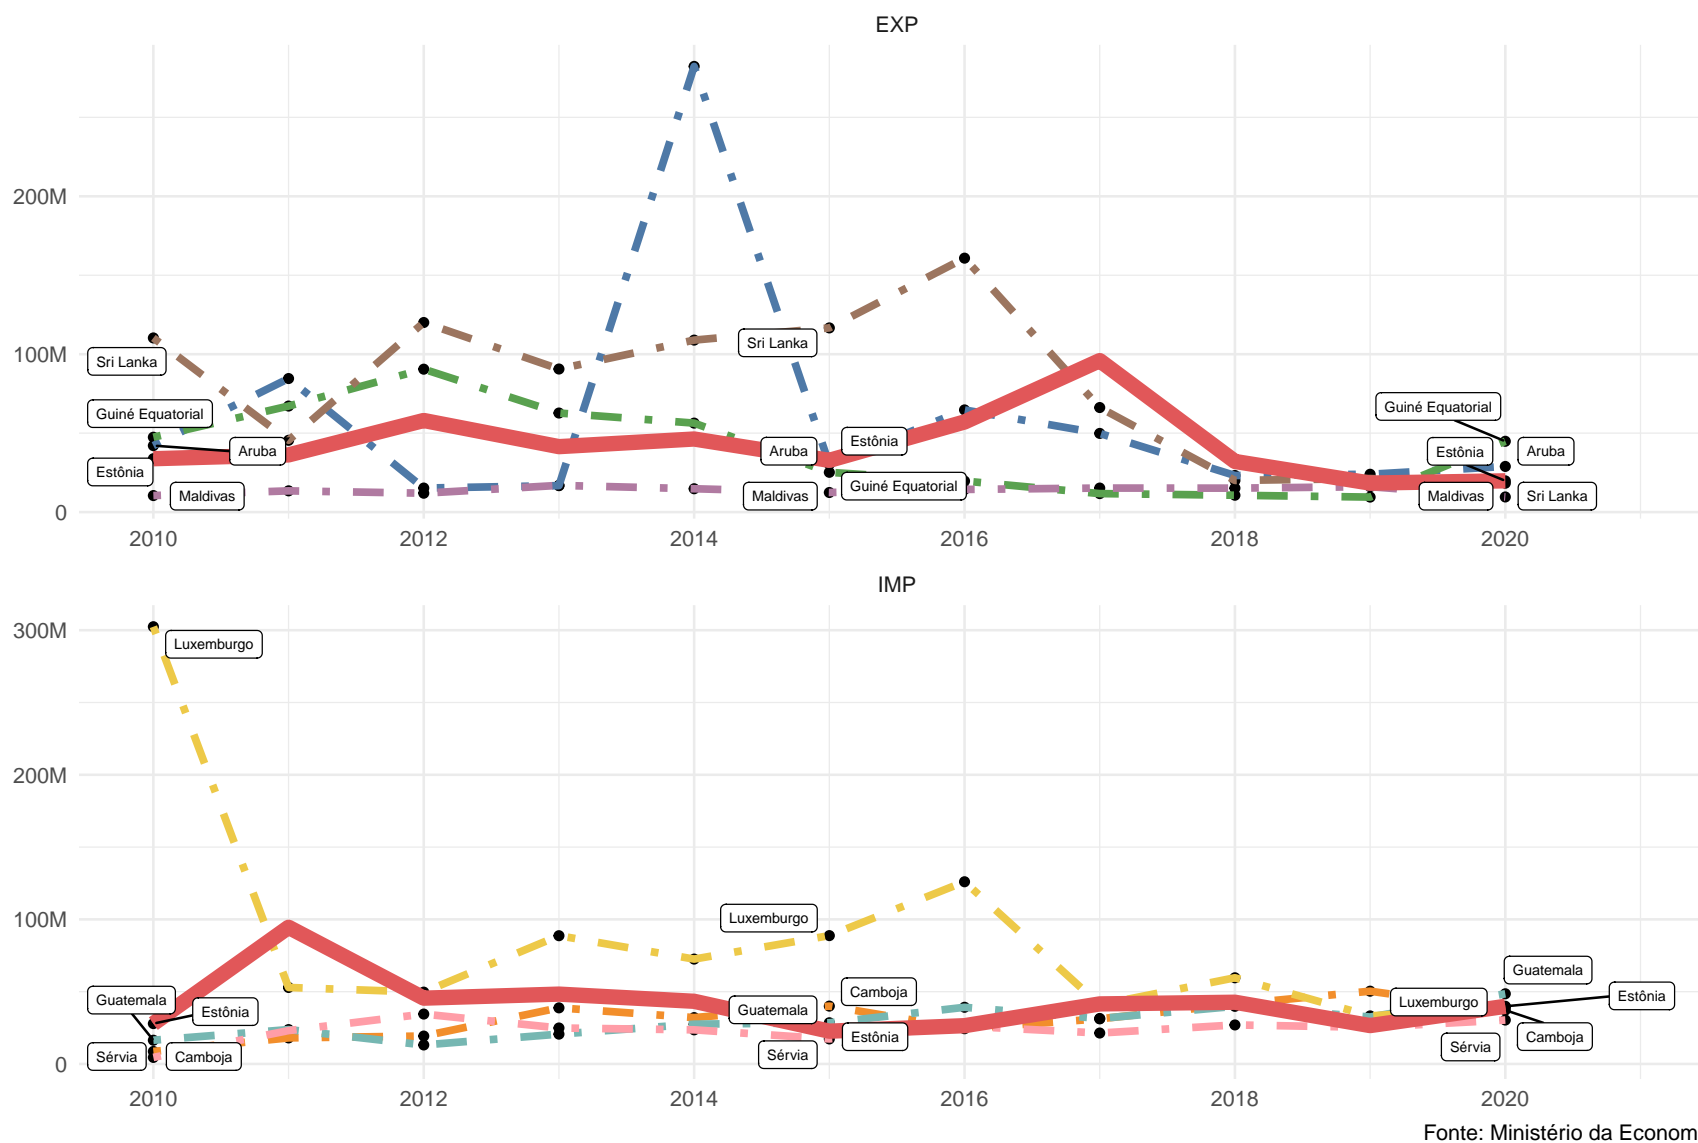 EXP
200M
100M
0
Sri Lanka
Guiné Equatorial
Aruba
Estônia
Maldivas
Sri Lanka
Aruba
Estônia
Maldivas
Guiné Equatorial
Guiné Equatorial
Estônia
Aruba
Maldivas
Sri Lanka
2010 2012 2014 2016 2018 2020
IMP
300M
200M
100M
0
Luxemburgo
Guatemala
Estônia
Sérvia
Camboja
Luxemburgo
Camboja
Guatemala
Estônia
Sérvia
Guatemala
Luxemburgo
Estônia
Sérvia
Camboja
2010 2012 2014 2016 2018 2020
Fonte: Ministério da Econom